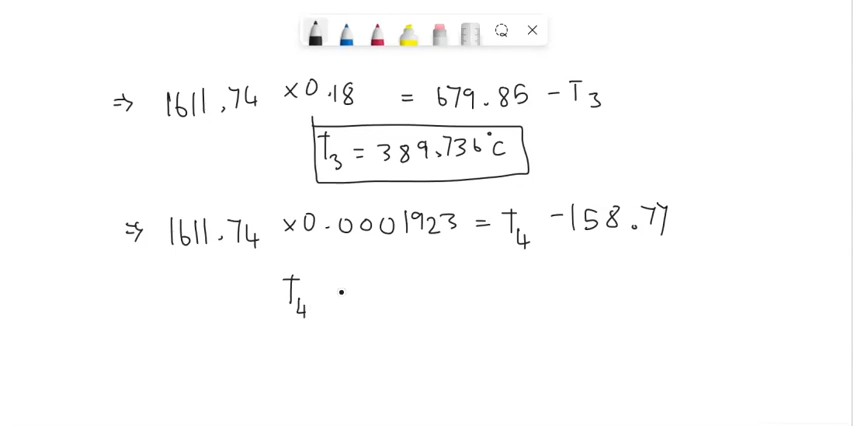 ⇒ 1611.74 × 0.18 = 679.85 - T₃
T₃ = 389.736°C
⇒ 1611.74 × 0.0001923 = T₄ - 158.77
T₄